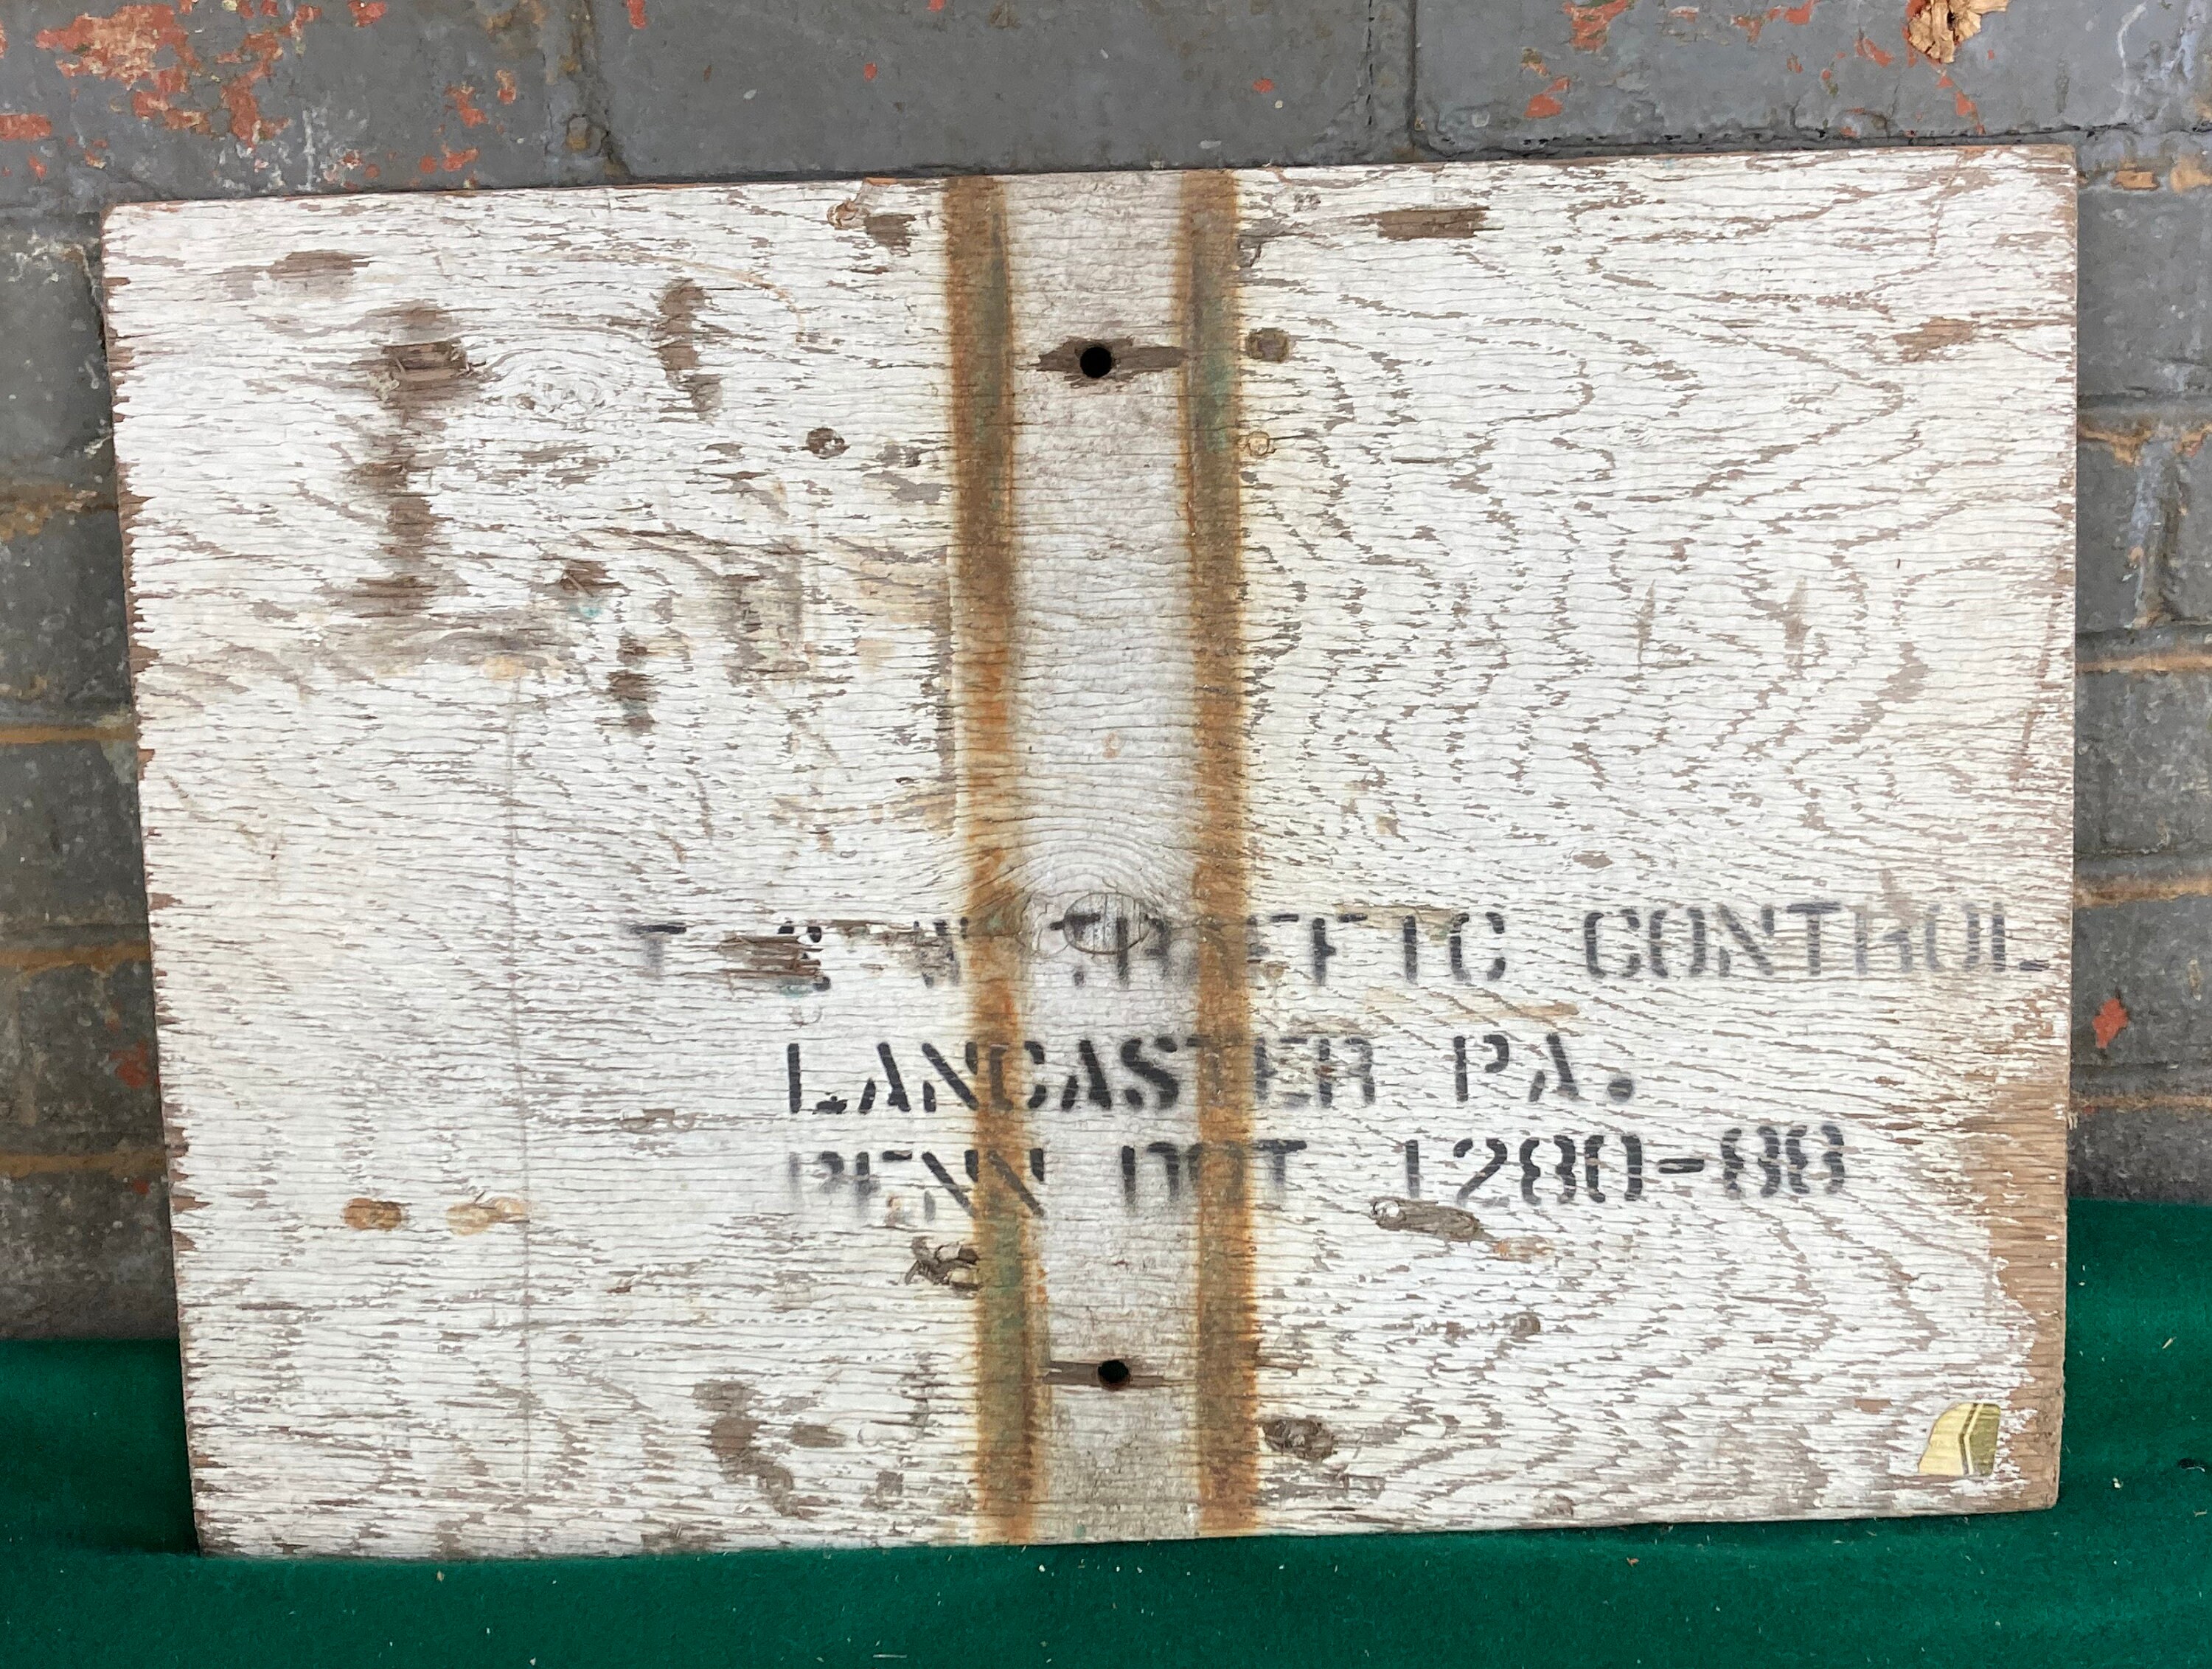 T & W TRAFFIC CONTROL
LANCASTER PA.
PENN DOT 1280-88